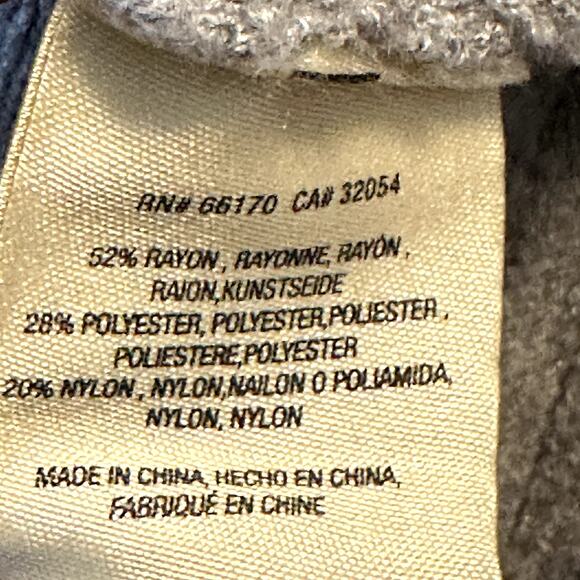 RN# 66170 CA# 32054
52% RAYON, RAYONNE, RAYÓN,
RAION,KUNSTSEIDE
28% POLYESTER, POLYESTER,POLIESTER,
POLIESTERE,POLYESTER
20% NYLON, NYLON,NAILON O POLIAMIDA,
NYLON, NYLON
MADE IN CHINA, HECHO EN CHINA,
FABRIQUÉ EN CHINE